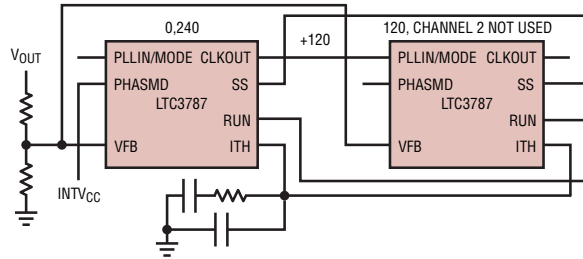 0,240
120, CHANNEL 2 NOT USED
+120
VOUT
PLLIN/MODE CLKOUT
PHASMD SS
LTC3787
RUN
VFB ITH
INTVCC
PLLIN/MODE CLKOUT
PHASMD SS
LTC3787
RUN
VFB ITH